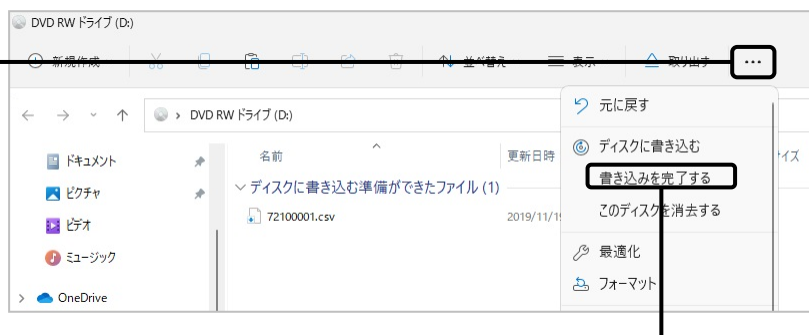 DVD RW ドライブ (D:)
新規作成 並べ替え 表示 取り出す ...
DVD RW ドライブ (D:)
元に戻す
ディスクに書き込む
書き込みを完了する
このディスクを消去する
最適化
フォーマット
ドキュメント
ピクチャ
ビデオ
ミュージック
OneDrive
名前 更新日時 イズ
ディスクに書き込む準備ができたファイル (1)
72100001.csv 2019/11/19